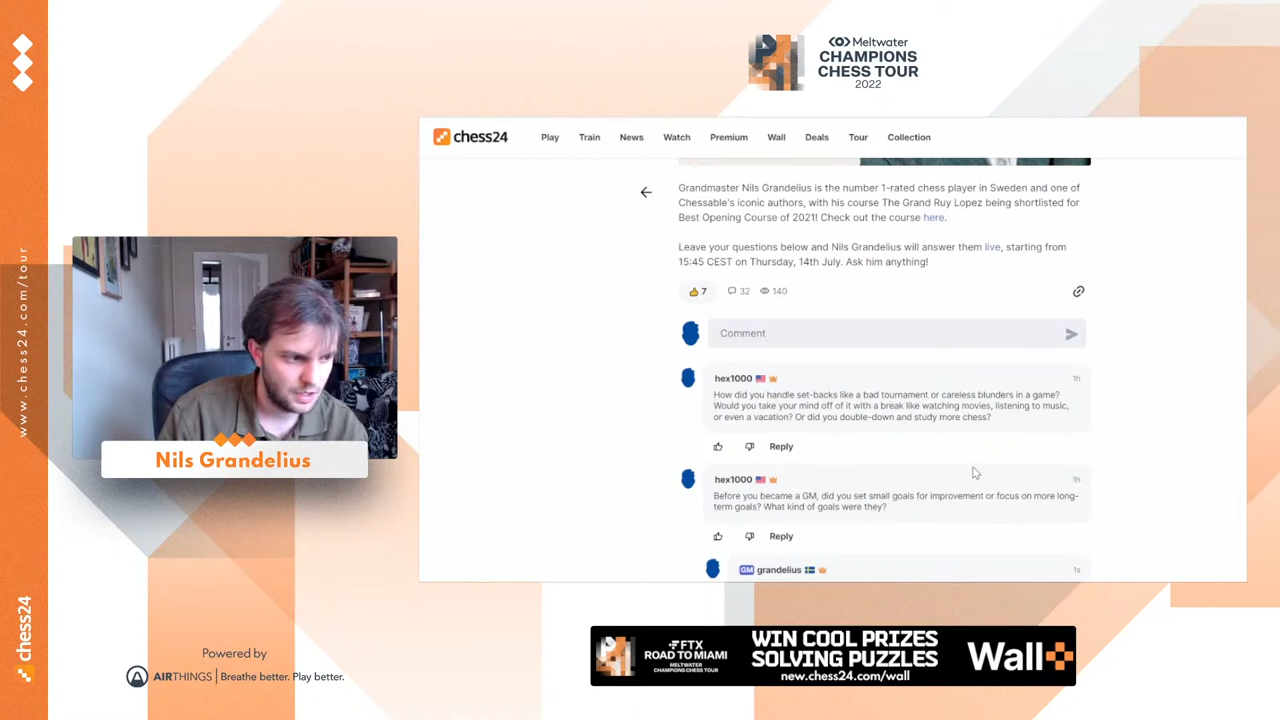 Meltwater
CHAMPIONS
CHESS TOUR
2022
chess24
Play Train News Watch Premium Wall Deals Tour Collection
Grandmaster Nils Grandelius is the number 1-rated chess player in Sweden and one of
Chessable's iconic authors, with his course The Grand Ruy Lopez being shortlisted for
Best Opening Course of 2021! Check out the course here.
Leave your questions below and Nils Grandelius will answer them live, starting from
15:45 CEST on Thursday, 14th July. Ask him anything!
7 32 140
Comment
hex1000 1h
How did you handle set-backs like a bad tournament or careless blunders in a game?
Would you take your mind off of it with a break like watching movies, listening to music,
or even a vacation? Or did you double-down and study more chess?
Reply
hex1000 1h
Before you became a GM, did you set small goals for improvement or focus on more long-
term goals? What kind of goals were they?
Reply
GM grandelius 1s
www.chess24.com/tour
chess24
Nils Grandelius
Powered by
AIRTHINGS | Breathe better. Play better.
FTX
ROAD TO MIAMI
MELTWATER
CHAMPIONS CHESS TOUR
WIN COOL PRIZES
SOLVING PUZZLES
new.chess24.com/wall
Wall